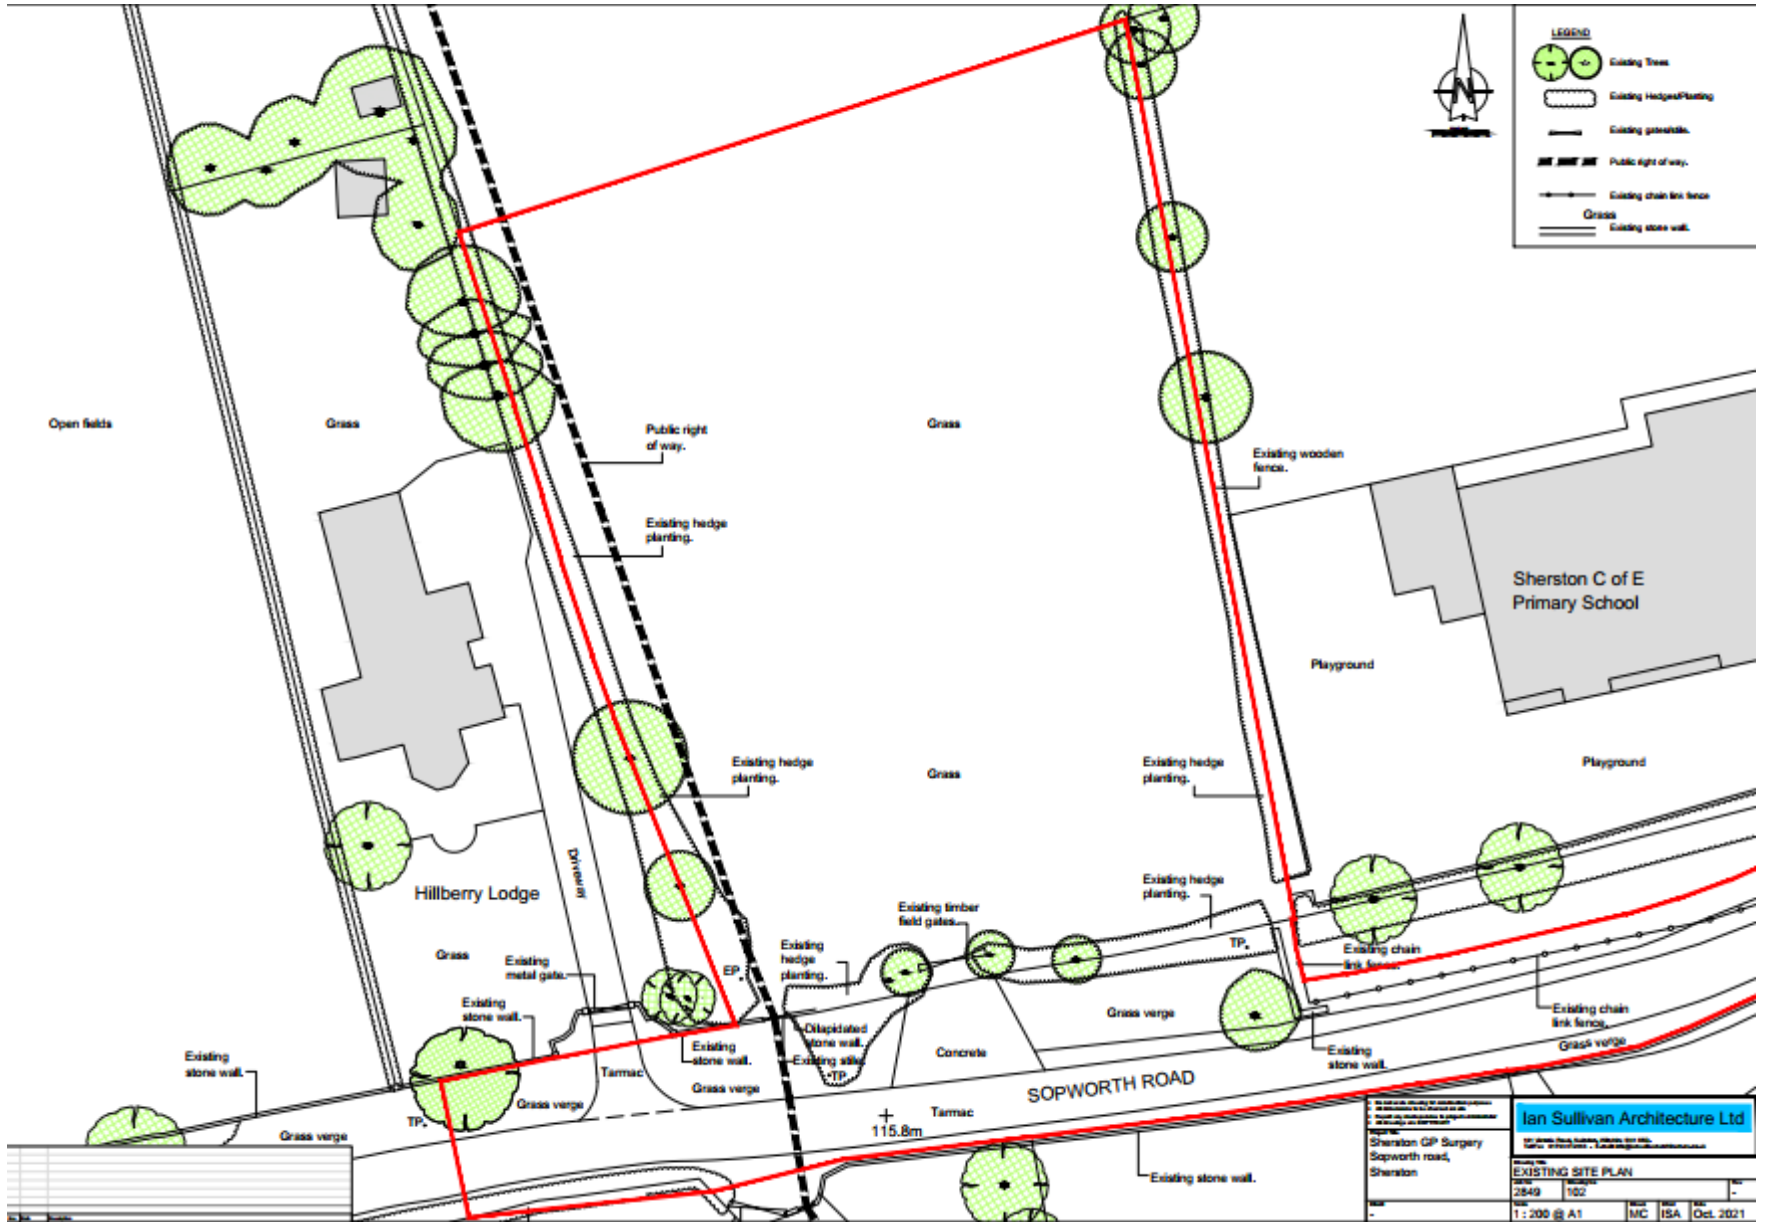 LEGEND
Existing Trees
Existing Hedges/Planting
Existing gates/stile.
Public right of way.
Existing chain link fence
Grass
Existing stone wall.
N
Open fields
Grass
Public right
of way.
Grass
Existing wooden
fence.
Existing hedge
planting.
Sherston C of E
Primary School
Playground
Existing hedge
planting.
Grass
Existing hedge
planting.
Playground
Driveway
Hillberry Lodge
Existing hedge
planting.
Existing timber
field gates.
Grass
Existing
metal gate.
EP.
Existing
hedge
planting.
TP.
Existing chain
link fence.
Existing
stone wall.
Grass verge
Existing chain
link fence.
Dilapidated
stone wall.
Existing
stone wall.
Existing stile.
TP.
Concrete
Existing
stone wall.
Grass verge
Existing
stone wall.
Tarmac
Grass verge
SOPWORTH ROAD
Grass verge
Tarmac
115.8m
TP.
Grass verge
Existing stone wall.
Ian Sullivan Architecture Ltd
Sherston GP Surgery
Sopworth road,
Sherston
EXISTING SITE PLAN
2849
102
-
-
1 : 200 @ A1
MC
ISA
Oct. 2021